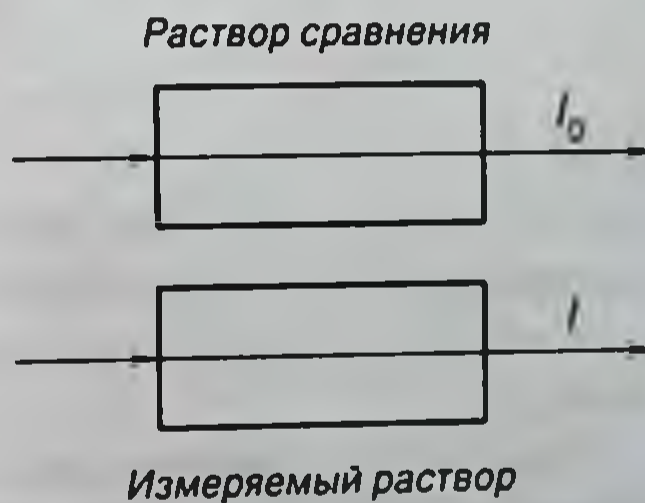 Раствор сравнения
I₀
I
Измеряемый раствор